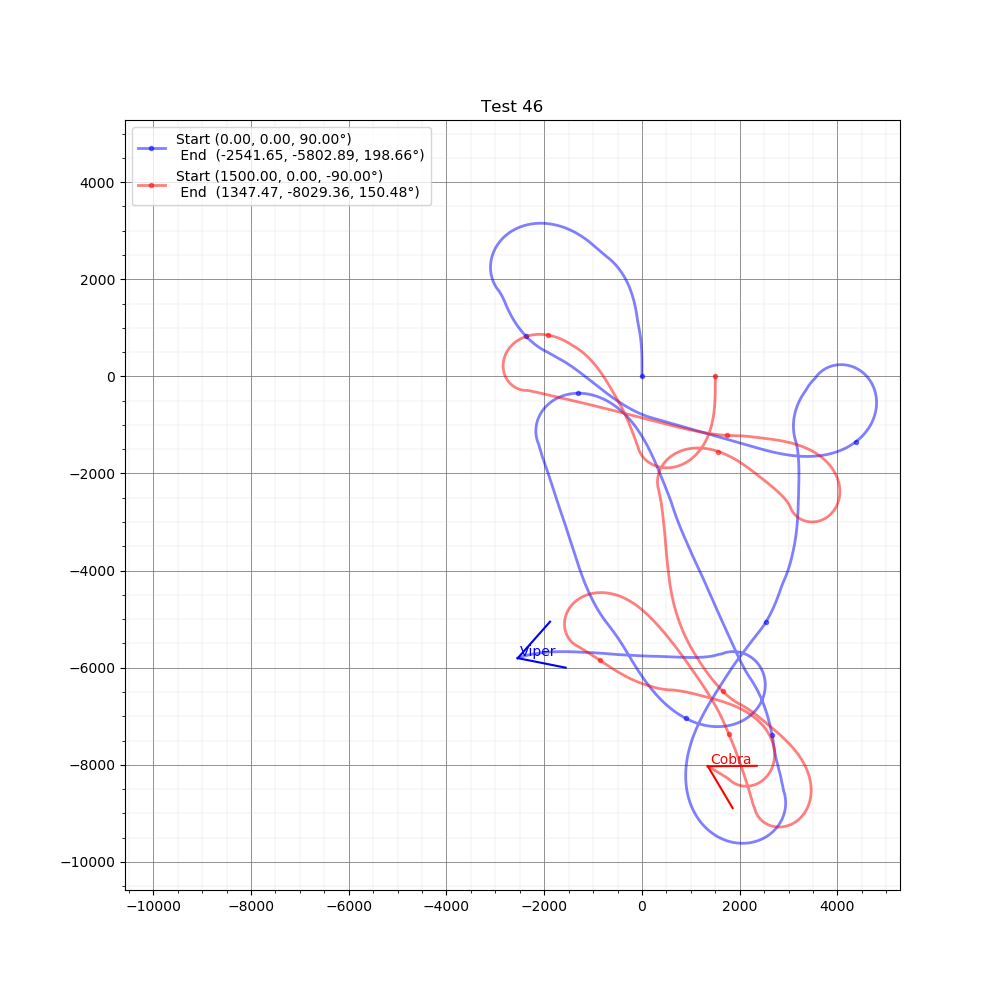 Test 46
Start (0.00, 0.00, 90.00°)
End  (-2541.65, -5802.89, 198.66°)
Start (1500.00, 0.00, -90.00°)
End  (1347.47, -8029.36, 150.48°)
4000
2000
0
−2000
−4000
−6000
−8000
−10000
Viper
Cobra
−10000 −8000 −6000 −4000 −2000 0 2000 4000